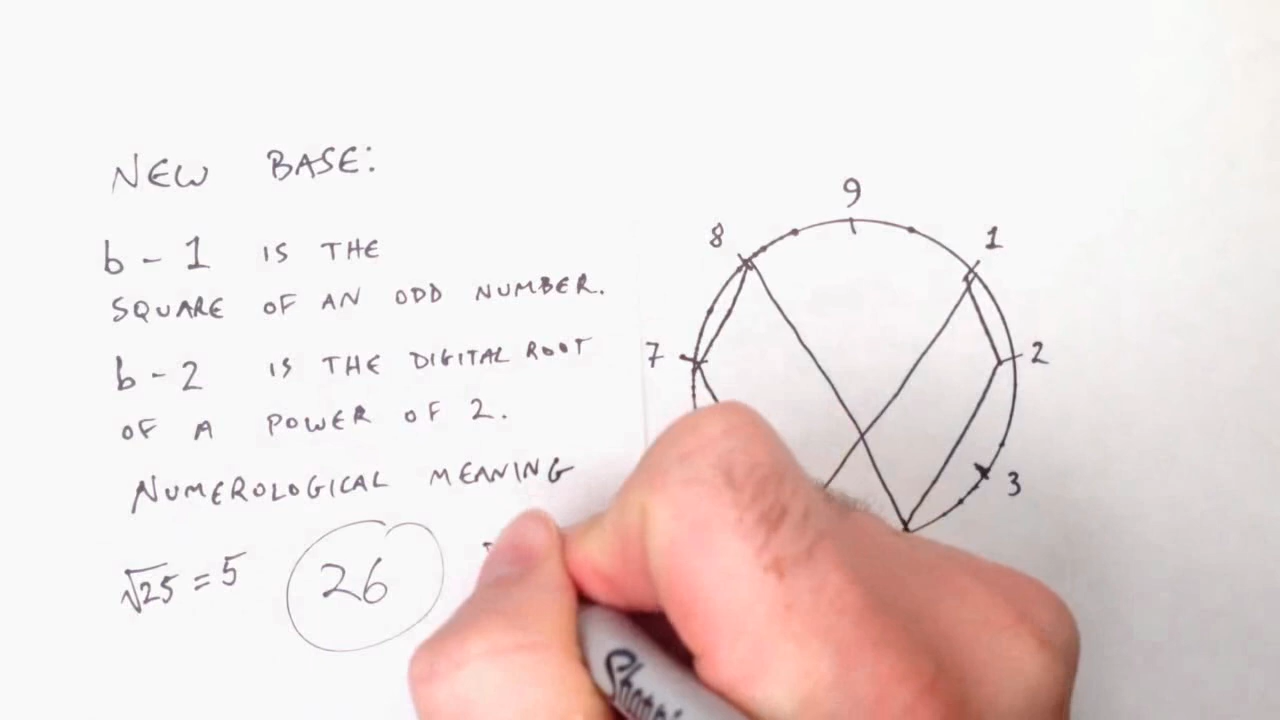 NEW BASE:
b - 1 IS THE
SQUARE OF AN ODD NUMBER.
b - 2 IS THE DIGITAL ROOT
OF A POWER OF 2.
NUMEROLOGICAL MEANING
√25 = 5
26
9
8
1
7
2
3